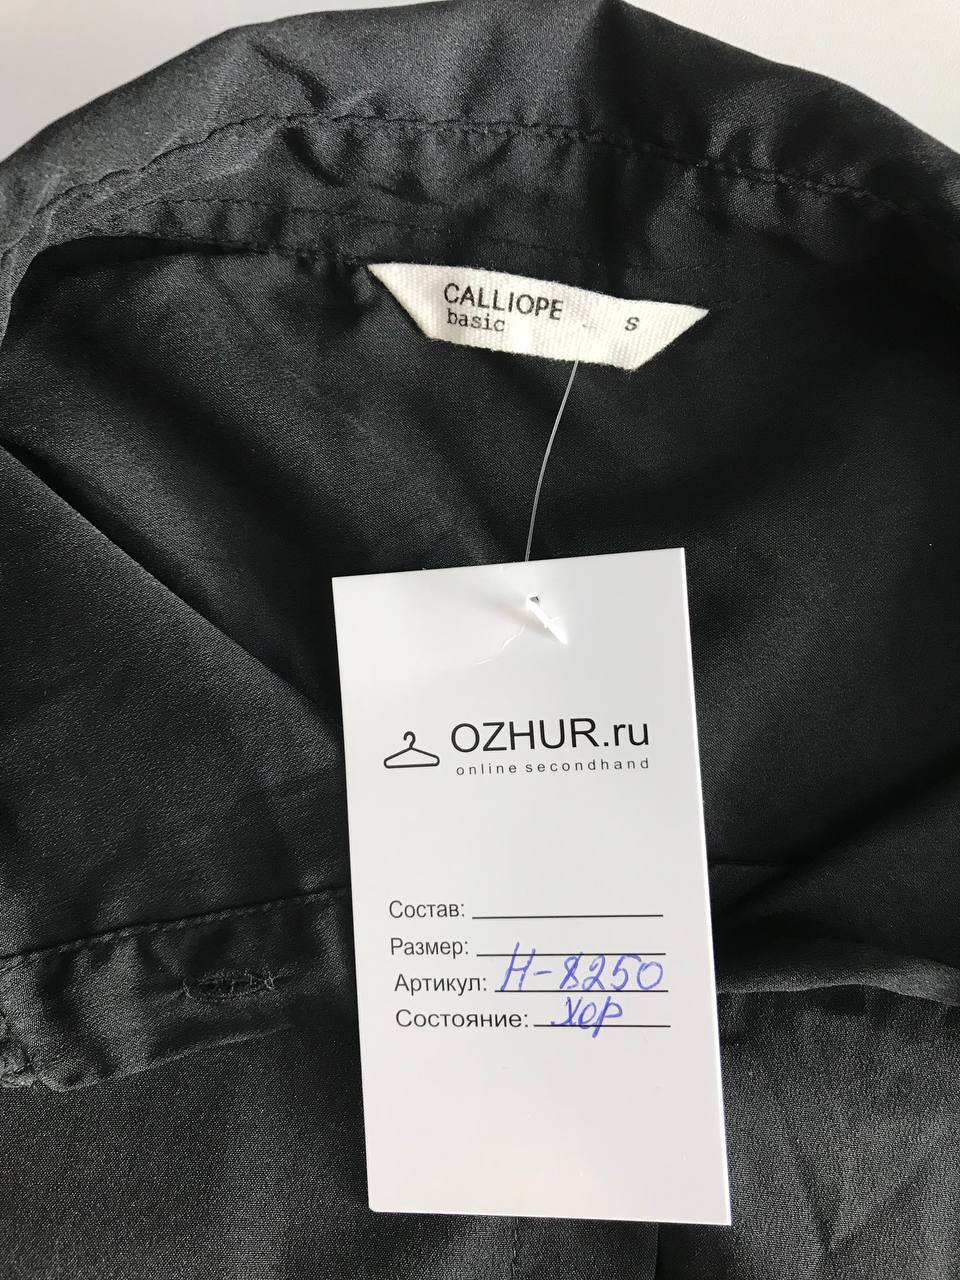 CALLIOPE
basic S
OZHUR.ru
online secondhand
Состав:
Размер:
Артикул: Н-8250
Состояние: хор